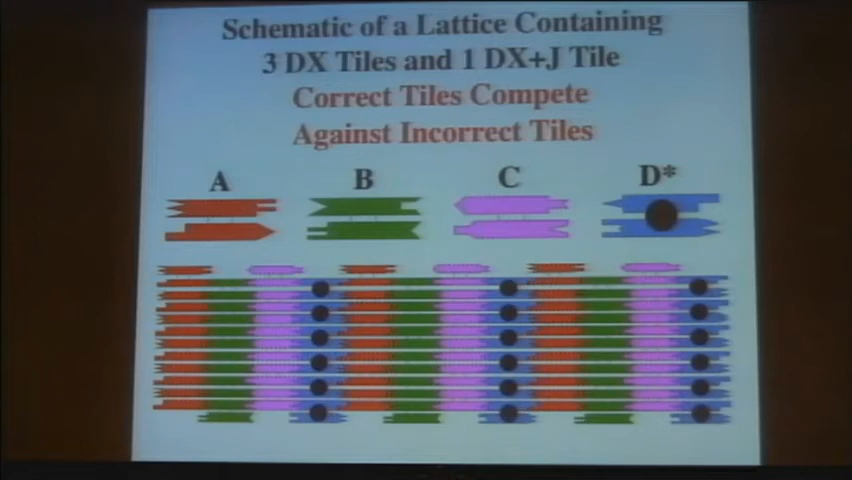 Schematic of a Lattice Containing
3 DX Tiles and 1 DX+J Tile
Correct Tiles Compete
Against Incorrect Tiles
A B C D*